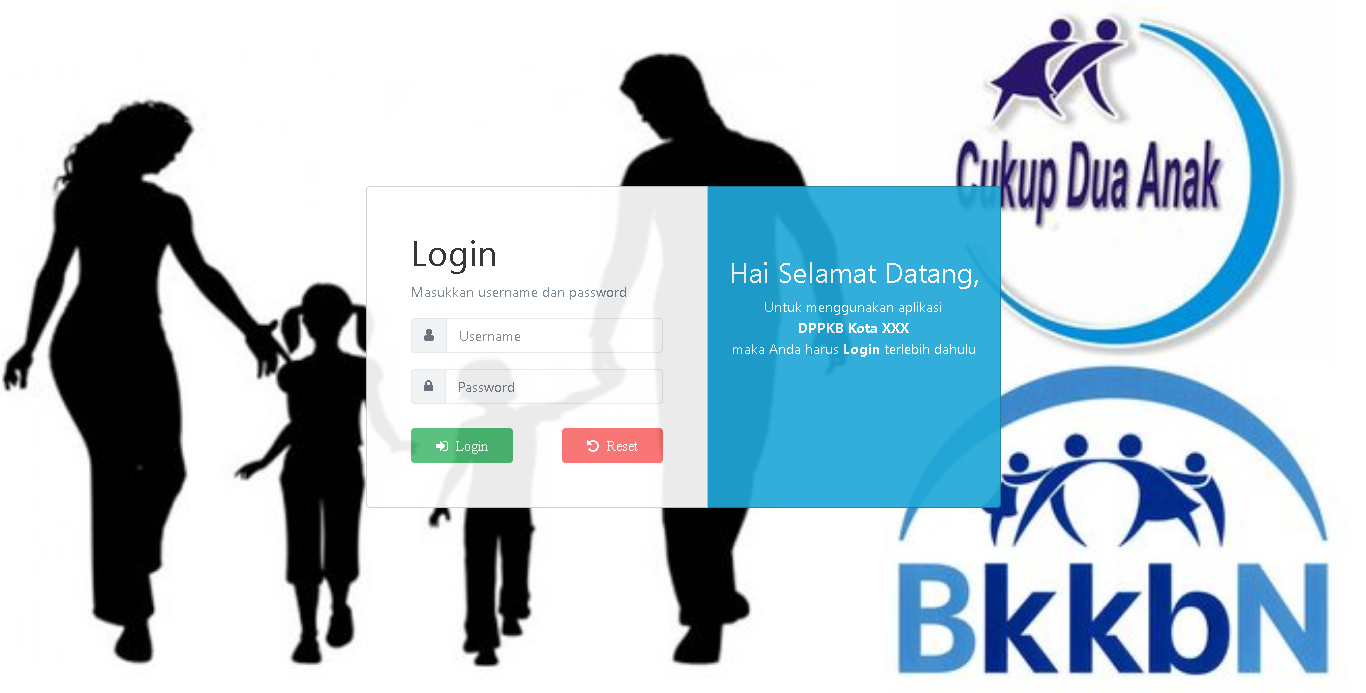 Cukup Dua Anak
Login
Masukkan username dan password
Username
Password
Login
Reset
Hai Selamat Datang,
Untuk menggunakan aplikasi
DPPKB Kota XXX
maka Anda harus Login terlebih dahulu
BkkbN